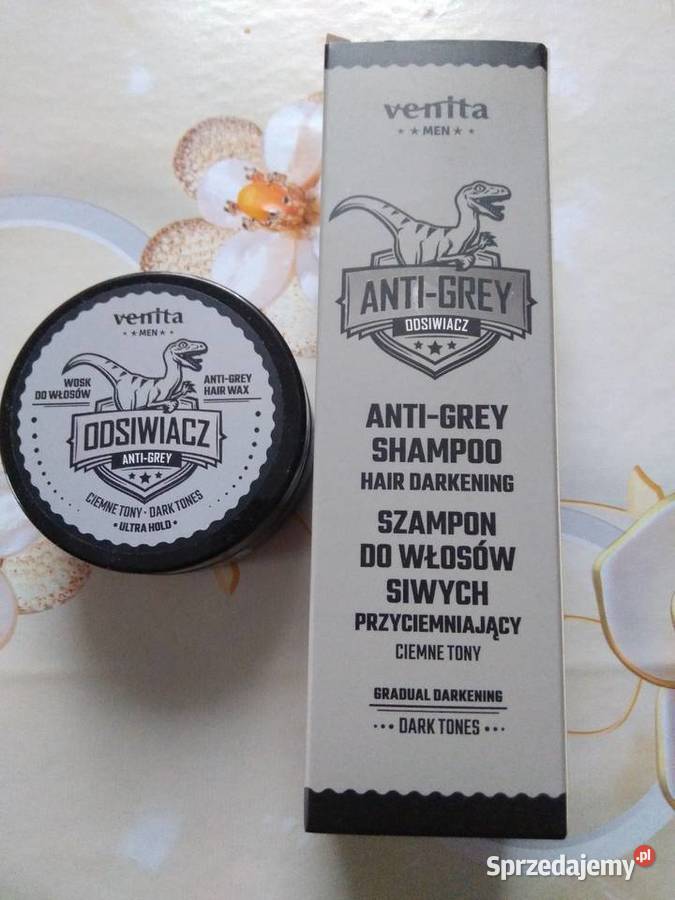 venita
MEN
WOSK
DO WŁOSÓW
ANTI-GREY
HAIR WAX
ODSIWIACZ
ANTI-GREY
CIEMNE TONY · DARK TONES
• ULTRA HOLD •
venita
MEN
ANTI-GREY
ODSIWIACZ
ANTI-GREY
SHAMPOO
HAIR DARKENING
SZAMPON
DO WŁOSÓW
SIWYCH
PRZYCIEMNIAJĄCY
CIEMNE TONY
GRADUAL DARKENING
••• DARK TONES •••
Sprzedajemy.pl